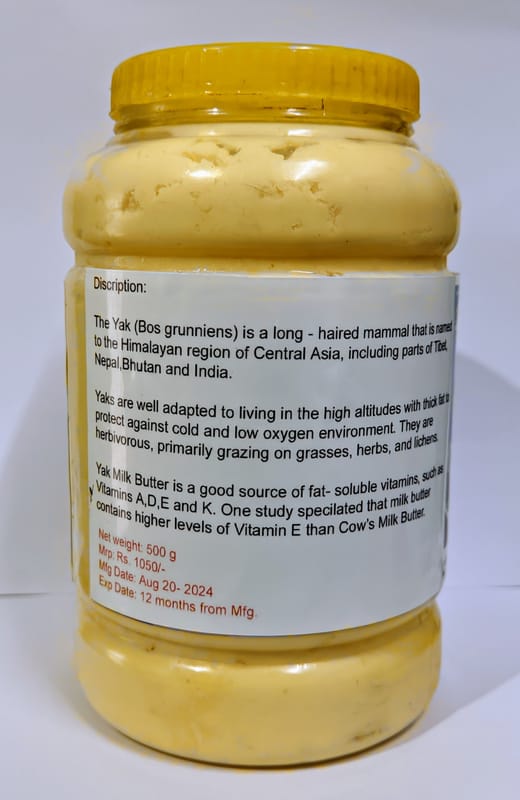 Discription:
The Yak (Bos grunniens) is a long - haired mammal that is named
to the Himalayan region of Central Asia, including parts of Tibet,
Nepal,Bhutan and India.
Yaks are well adapted to living in the high altitudes with thick fat to
protect against cold and low oxygen environment. They are
herbivorous, primarily grazing on grasses, herbs, and lichens.
Yak Milk Butter is a good source of fat- soluble vitamins, such as
Vitamins A,D,E and K. One study specilated that milk butter
contains higher levels of Vitamin E than Cow's Milk Butter.
Net weight: 500 g
Mrp: Rs. 1050/-
Mfg Date: Aug 20- 2024
Exp Date: 12 months from Mfg.